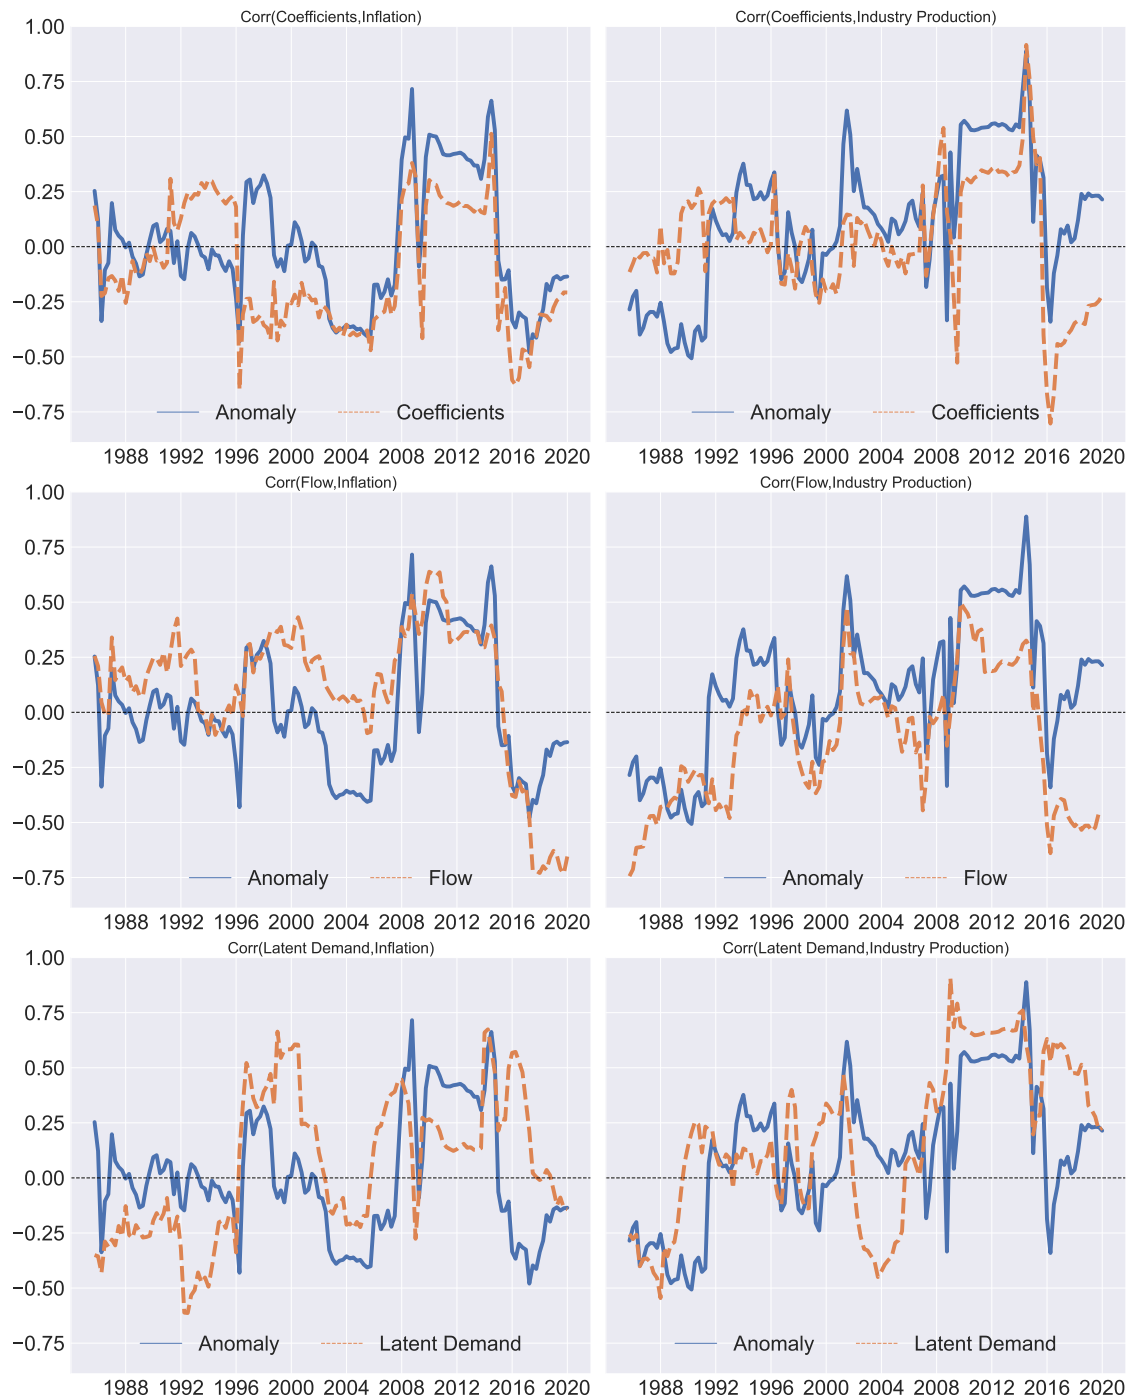 Corr(Coefficients,Inflation)
Corr(Coefficients,Industry Production)
1.00
0.75
0.50
0.25
0.00
−0.25
−0.50
−0.75
Anomaly
Coefficients
Anomaly
Coefficients
1988 1992 1996 2000 2004 2008 2012 2016 2020
1988 1992 1996 2000 2004 2008 2012 2016 2020
Corr(Flow,Inflation)
Corr(Flow,Industry Production)
1.00
0.75
0.50
0.25
0.00
−0.25
−0.50
−0.75
Anomaly
Flow
Anomaly
Flow
1988 1992 1996 2000 2004 2008 2012 2016 2020
1988 1992 1996 2000 2004 2008 2012 2016 2020
Corr(Latent Demand,Inflation)
Corr(Latent Demand,Industry Production)
1.00
0.75
0.50
0.25
0.00
−0.25
−0.50
−0.75
Anomaly
Latent Demand
Anomaly
Latent Demand
1988 1992 1996 2000 2004 2008 2012 2016 2020
1988 1992 1996 2000 2004 2008 2012 2016 2020